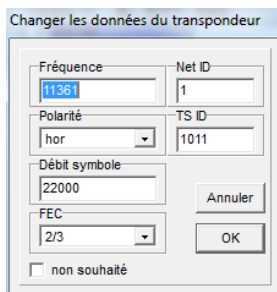 Changer les données du transpondeur
Fréquence
Net ID
11361
1
Polarité
TS ID
hor
1011
Débit symbole
22000
Annuler
FEC
2/3
OK
non souhaité